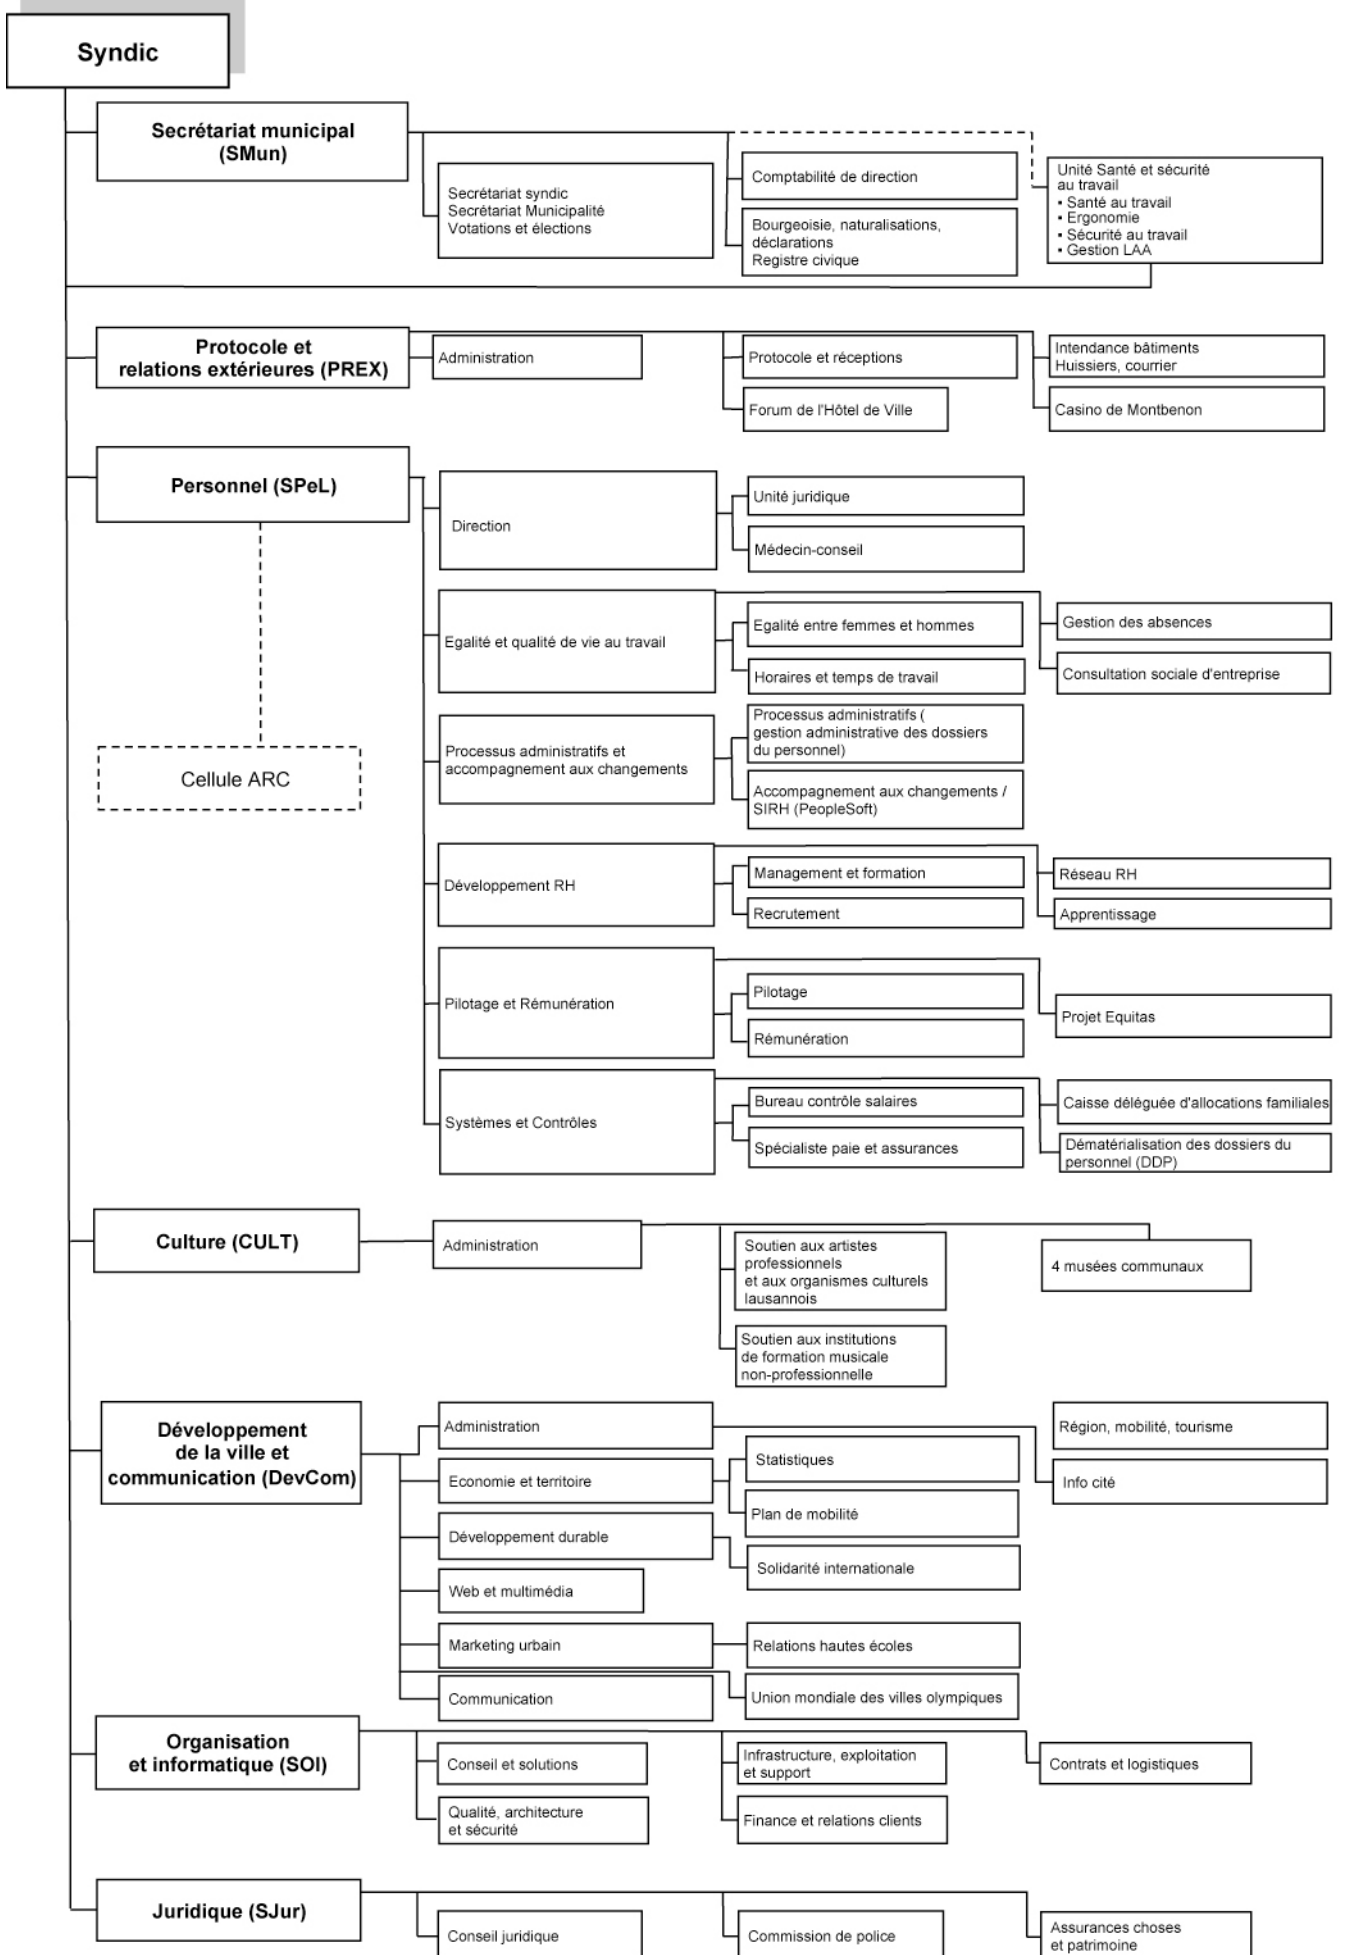 Syndic
Secrétariat municipal
(SMun)
Secrétariat syndic
Secrétariat Municipalité
Votations et élections
Comptabilité de direction
Bourgeoisie, naturalisations,
déclarations
Registre civique
Unité Santé et sécurité
au travail
▪ Santé au travail
▪ Ergonomie
▪ Sécurité au travail
▪ Gestion LAA
Protocole et
relations extérieures (PREX)
Administration
Protocole et réceptions
Forum de l'Hôtel de Ville
Intendance bâtiments
Huissiers, courrier
Casino de Montbenon
Personnel (SPeL)
Cellule ARC
Direction
Unité juridique
Médecin-conseil
Egalité et qualité de vie au travail
Egalité entre femmes et hommes
Horaires et temps de travail
Gestion des absences
Consultation sociale d'entreprise
Processus administratifs et
accompagnement aux changements
Processus administratifs (
gestion administrative des dossiers
du personnel)
Accompagnement aux changements /
SIRH (PeopleSoft)
Développement RH
Management et formation
Recrutement
Réseau RH
Apprentissage
Pilotage et Rémunération
Pilotage
Rémunération
Projet Equitas
Systèmes et Contrôles
Bureau contrôle salaires
Spécialiste paie et assurances
Caisse déléguée d'allocations familiales
Dématérialisation des dossiers du
personnel (DDP)
Culture (CULT)
Administration
Soutien aux artistes
professionnels
et aux organismes culturels
lausannois
Soutien aux institutions
de formation musicale
non-professionnelle
4 musées communaux
Développement
de la ville et
communication (DevCom)
Administration
Région, mobilité, tourisme
Info cité
Economie et territoire
Statistiques
Plan de mobilité
Développement durable
Solidarité internationale
Web et multimédia
Marketing urbain
Relations hautes écoles
Communication
Union mondiale des villes olympiques
Organisation
et informatique (SOI)
Conseil et solutions
Qualité, architecture
et sécurité
Infrastructure, exploitation
et support
Finance et relations clients
Contrats et logistiques
Juridique (SJur)
Conseil juridique
Commission de police
Assurances choses
et patrimoine